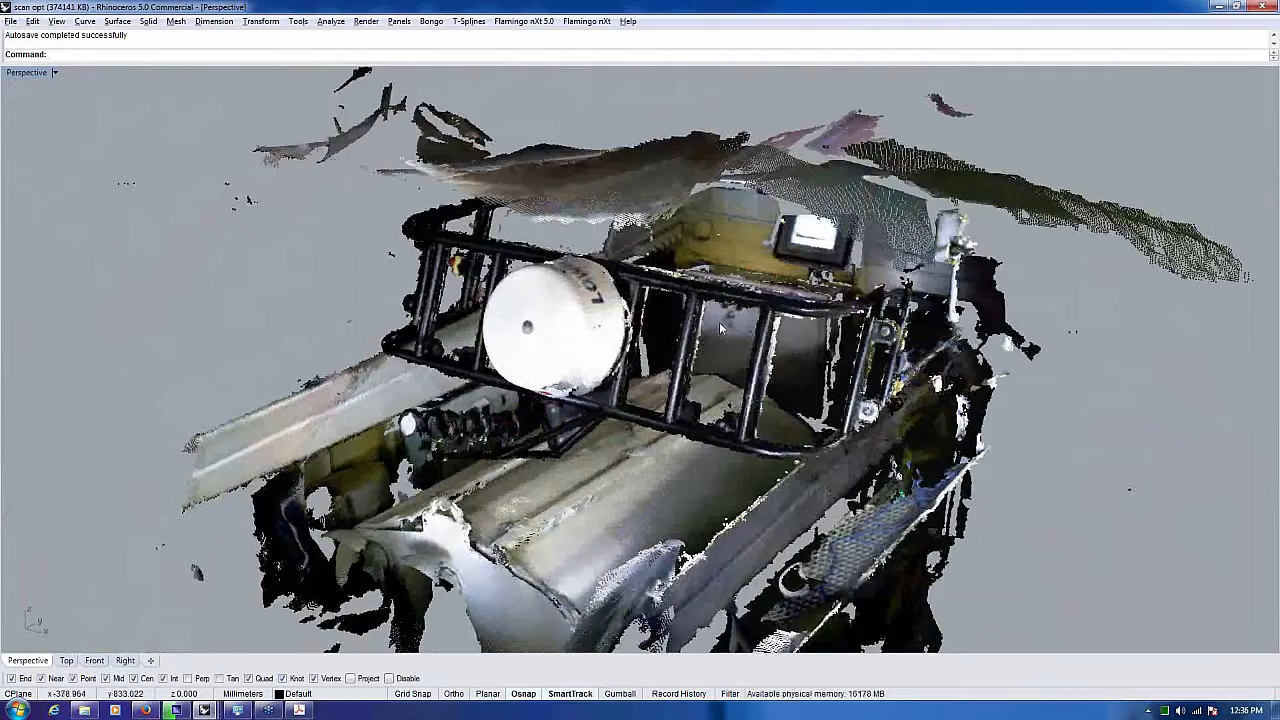 scan opt (374141 KB) - Rhinoceros 5.0 Commercial - [Perspective]
File Edit View Curve Surface Solid Mesh Dimension Transform Tools Analyze Render Panels Bongo T-Splines Flamingo nXt 5.0 Flamingo nXt Help
Autosave completed successfully
Command:
Perspective
Perspective Top Front Right
End Near Point Mid Cen Int Perp Tan Quad Knot Vertex Project Disable
CPlane x-378.964 y-833.022 z 0.000 Millimeters Default Grid Snap Ortho Planar Osnap SmartTrack Gumball Record History Filter Available physical memory: 16178 MB
12:36 PM